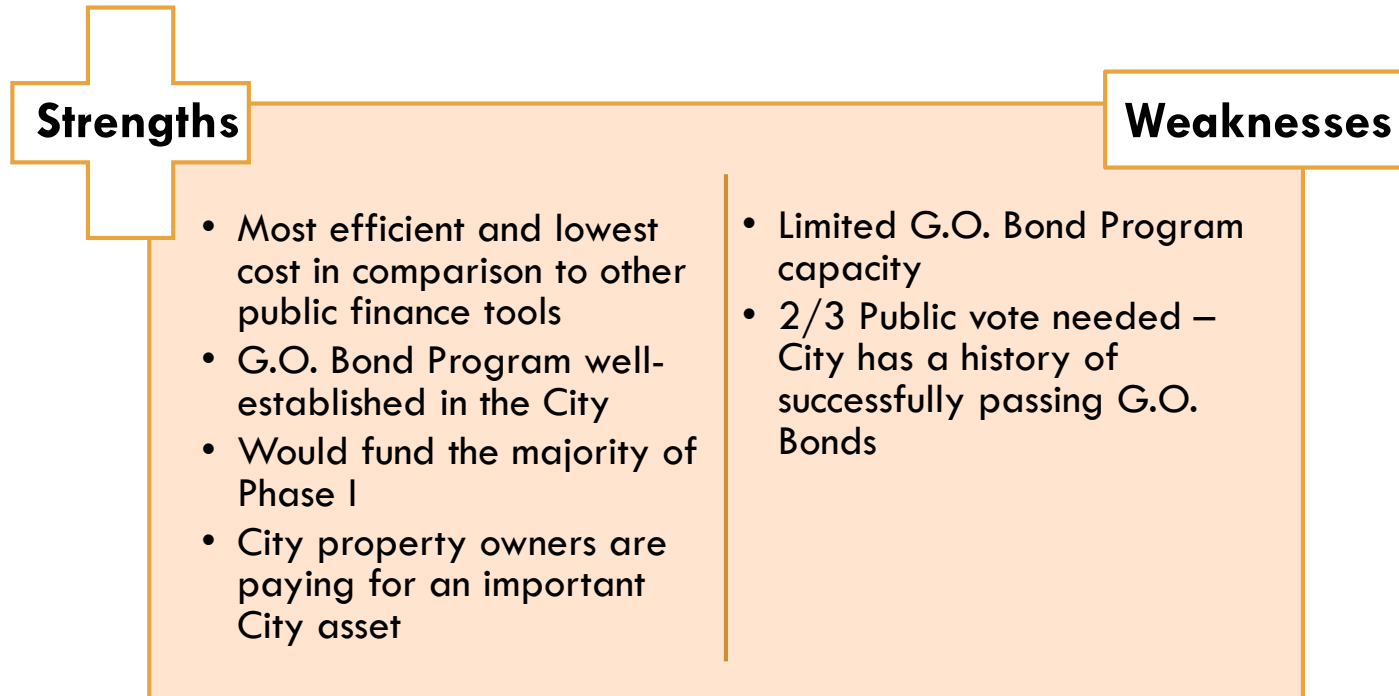 Strengths
Weaknesses
• Most efficient and lowest
cost in comparison to other
public finance tools
• G.O. Bond Program well-
established in the City
• Would fund the majority of
Phase I
• City property owners are
paying for an important
City asset
• Limited G.O. Bond Program
capacity
• 2/3 Public vote needed –
City has a history of
successfully passing G.O.
Bonds